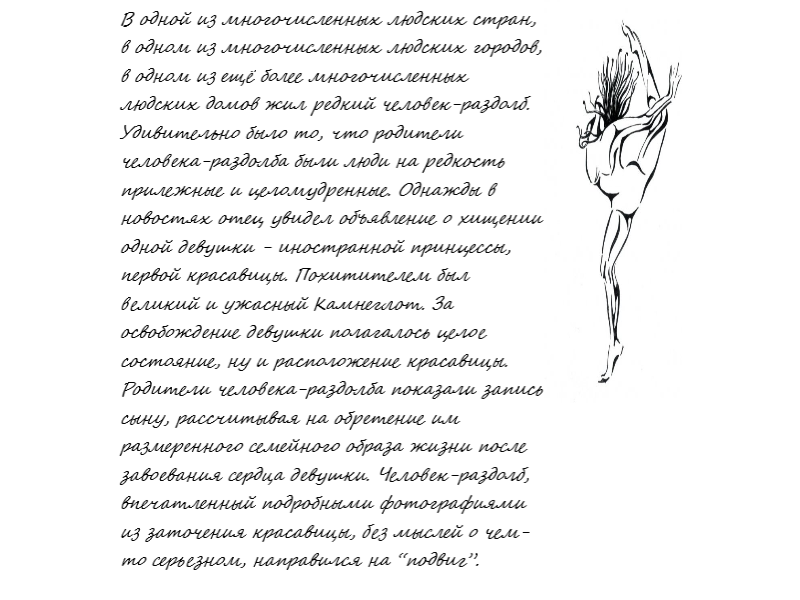 В одной из многочисленных людских стран,
в одном из многочисленных людских городов,
в одном из ещё более многочисленных
людских домов жил редкий человек-раздолб.
Удивительно было то, что родители
человека-раздолба были люди на редкость
прилежные и целомудренные. Однажды в
новостях отец увидел объявление о хищении
одной девушки - иностранной принцессы,
первой красавицы. Похитителем был
великий и ужасный Камнеглот. За
освобождение девушки полагалось целое
состояние, ну и расположение красавицы.
Родители человека-раздолба показали запись
сыну, рассчитывая на обретение им
размеренного семейного образа жизни после
завоевания сердца девушки. Человек-раздолб,
впечатленный подробными фотографиями
из заточения красавицы, без мыслей о чем-
то серьезном, направился на “подвиг”.